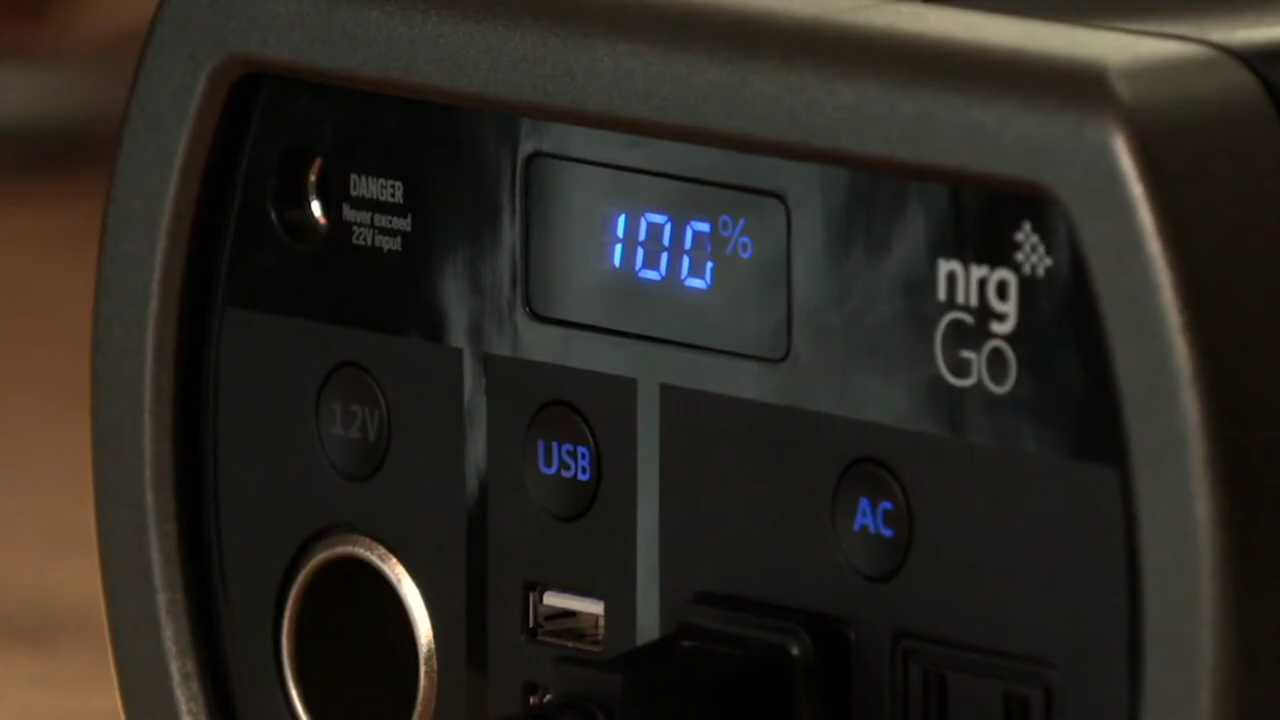 DANGER
Never exceed
22V input
100%
nrg
Go
12V
USB
AC